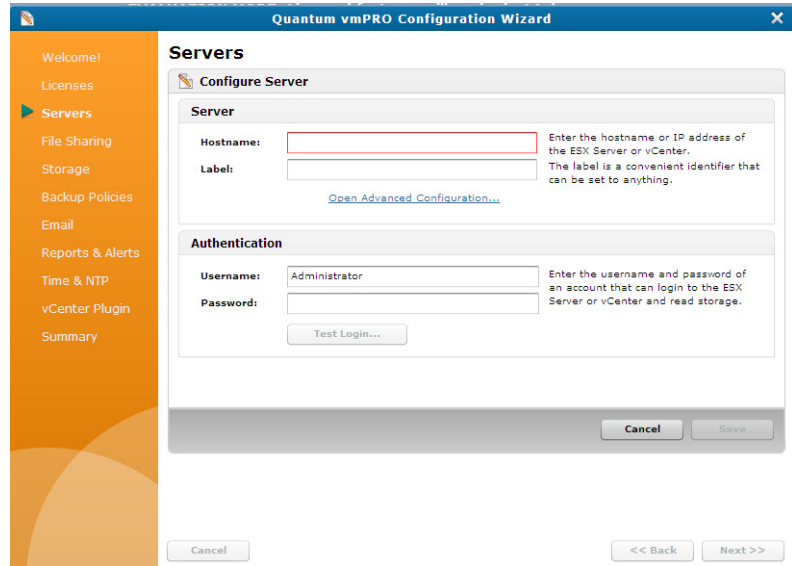 Quantum vmPRO Configuration Wizard
Welcome!
Licenses
Servers
File Sharing
Storage
Backup Policies
Email
Reports & Alerts
Time & NTP
vCenter Plugin
Summary
Servers
Configure Server
Server
Hostname:
Enter the hostname or IP address of
the ESX Server or vCenter.
Label:
The label is a convenient identifier that
can be set to anything.
Open Advanced Configuration...
Authentication
Username:
Administrator
Enter the username and password of
an account that can login to the ESX
Server or vCenter and read storage.
Password:
Test Login...
Cancel
Save
Cancel
<< Back
Next >>